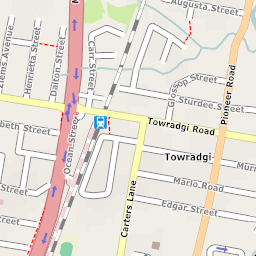 Augusta Street
Henrietta Street
Dalton Street
Carr Street
Glossop Street
Pioneer Road
Sturdee Street
Towradgi Road
Ocean Street
Towradgi
Carters Lane
Marlo Road
Edgar Street